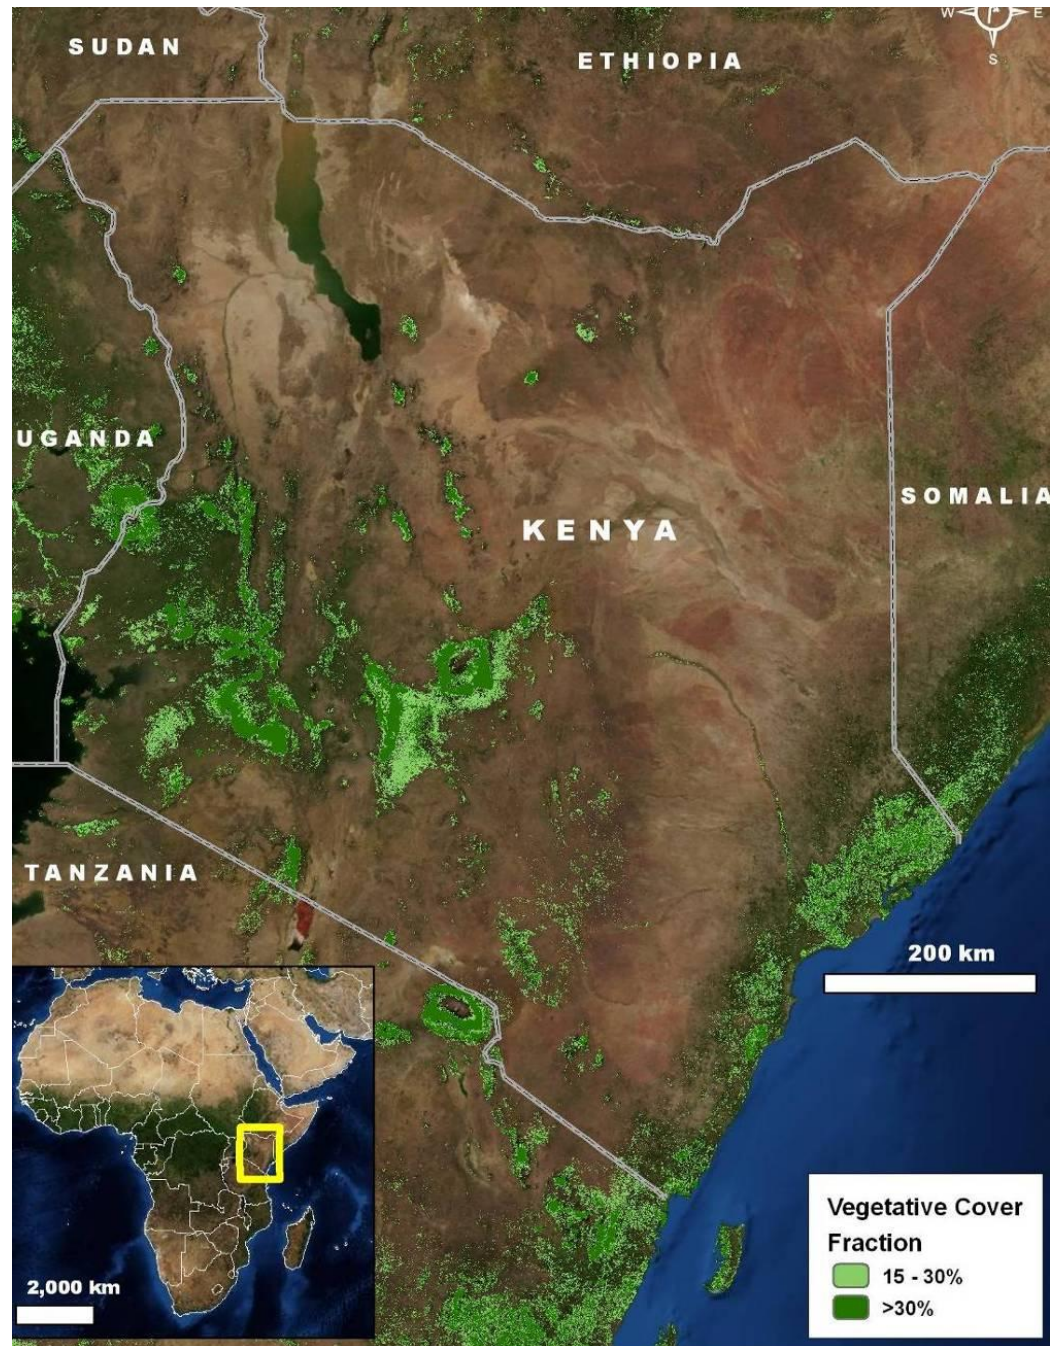 W E
S
SUDAN
ETHIOPIA
UGANDA
SOMALIA
KENYA
TANZANIA
200 km
2,000 km
Vegetative Cover
Fraction
15 - 30%
>30%